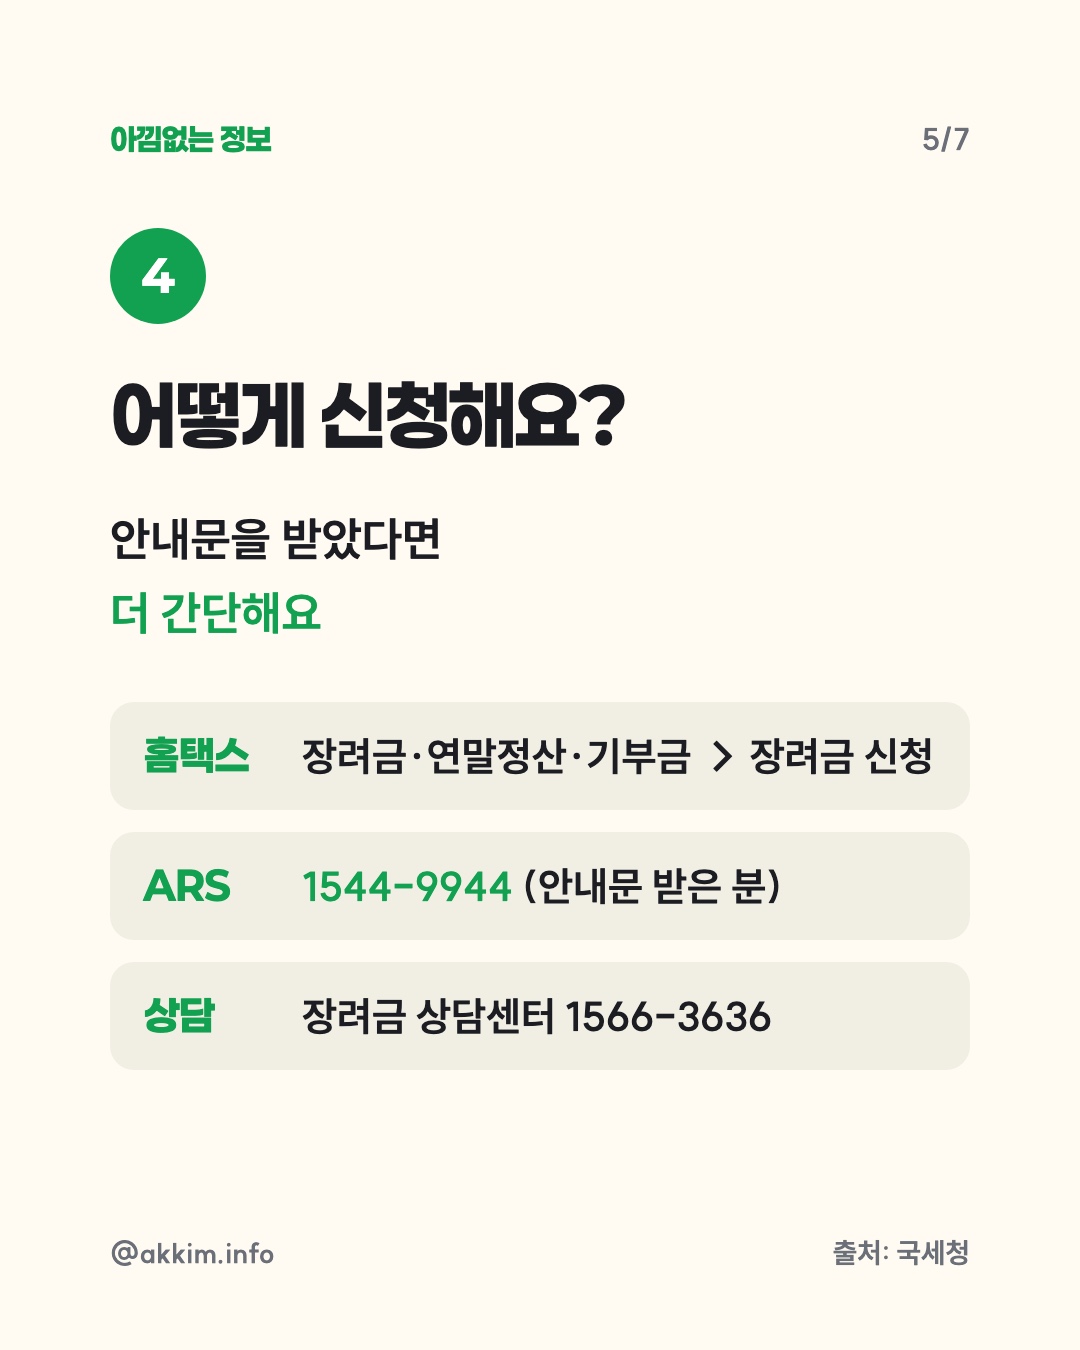 아낌없는 정보
5/7
4
어떻게 신청해요?
안내문을 받았다면
더 간단해요
홈택스 장려금·연말정산·기부금 > 장려금 신청
ARS 1544-9944 (안내문 받은 분)
상담 장려금 상담센터 1566-3636
@akkim.info
출처: 국세청